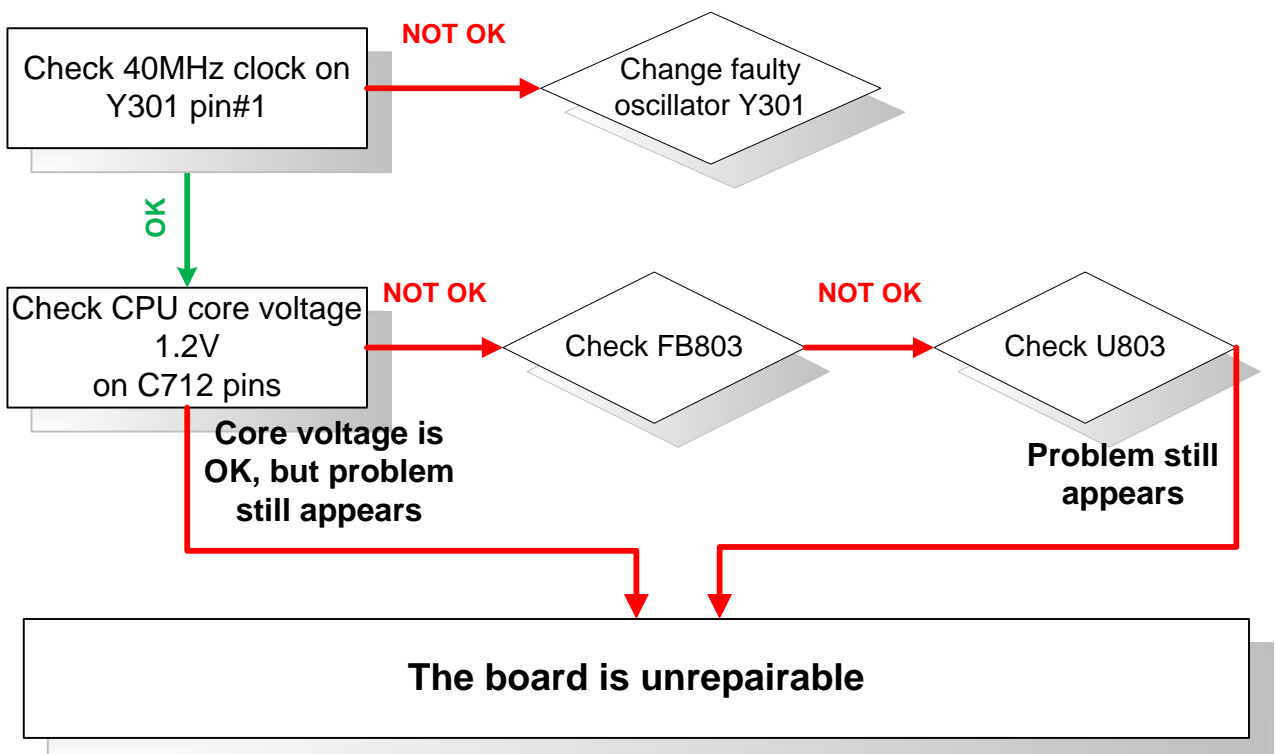 Check 40MHz clock on
Y301 pin#1
NOT OK
Change faulty
oscillator Y301
OK
Check CPU core voltage
1.2V
on C712 pins
NOT OK
Check FB803
NOT OK
Check U803
Core voltage is
OK, but problem
still appears
Problem still
appears
The board is unrepairable